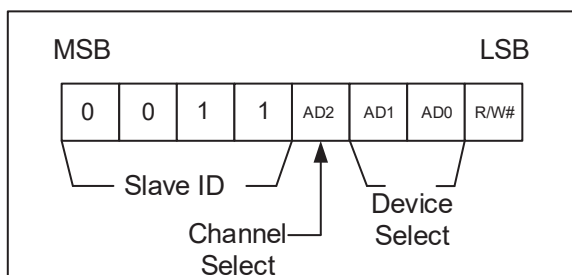 MSB LSB
0 0 1 1 AD2 AD1 AD0 R/W#
Slave ID
Channel
Select
Device
Select